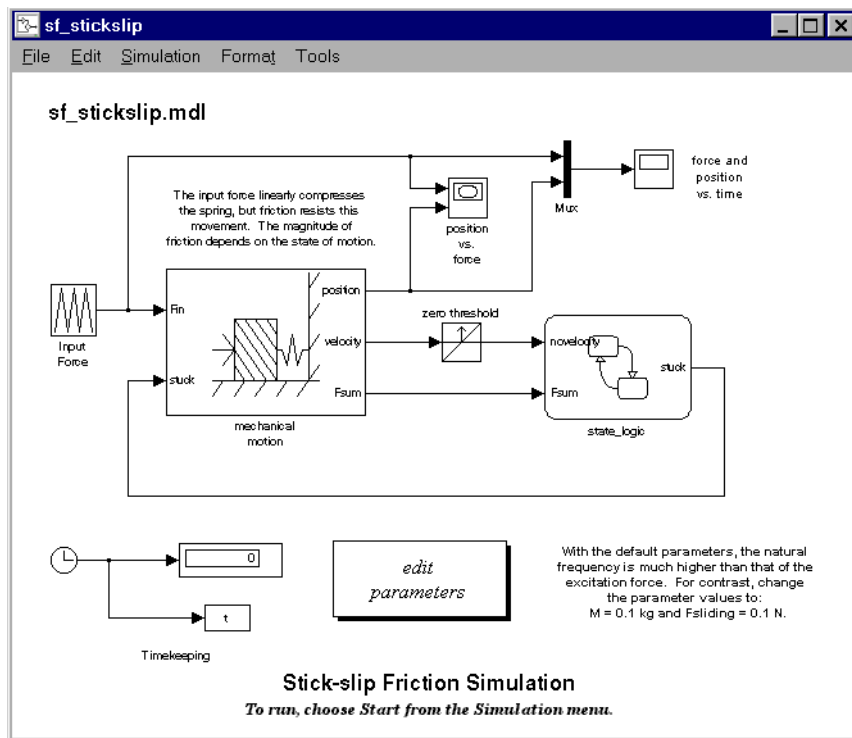 sf_stickslip
File Edit Simulation Format Tools
sf_stickslip.mdl
The input force linearly compresses
the spring, but friction resists this
movement. The magnitude of
friction depends on the state of motion.
position
vs.
force
Mux
force and
position
vs. time
Input
Force
Fin
stuck
position
velocity
Fsum
mechanical
motion
zero threshold
novelocity
Fsum
stuck
state_logic
0
t
Timekeeping
edit
parameters
With the default parameters, the natural
frequency is much higher than that of the
excitation force. For contrast, change
the parameter values to:
M = 0.1 kg and Fsliding = 0.1 N.
Stick-slip Friction Simulation
To run, choose Start from the Simulation menu.